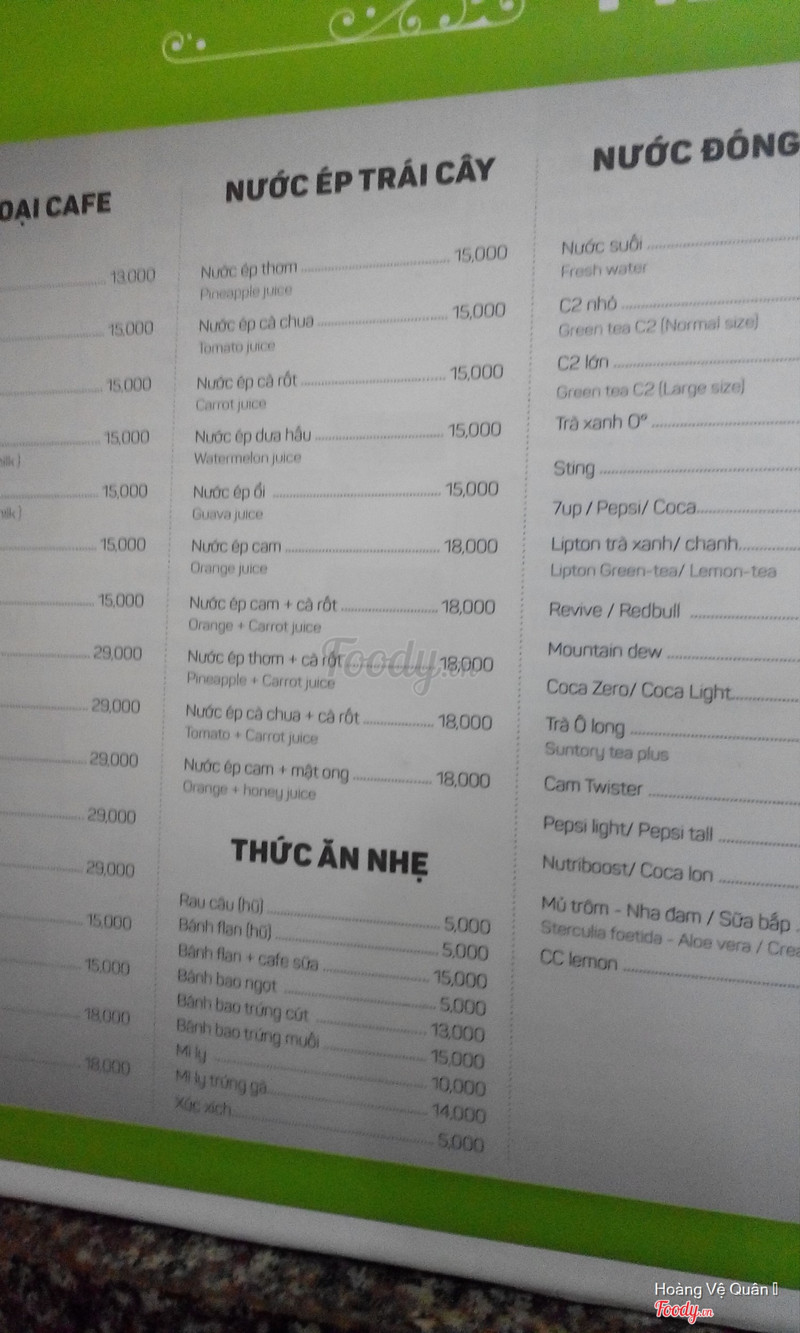 OẠI CAFE
13,000
15,000
15,000
15,000
15,000
15,000
15,000
29,000
29,000
29,000
29,000
29,000
15,000
15,000
18,000
18,000
NƯỚC ÉP TRÁI CÂY
Nước ép thơm 15,000
Pineapple juice
Nước ép cà chua 15,000
Tomato juice
Nước ép cà rốt 15,000
Carrot juice
Nước ép dưa hấu 15,000
Watermelon juice
Nước ép ổi 15,000
Guava juice
Nước ép cam 18,000
Orange juice
Nước ép cam + cà rốt 18,000
Orange + Carrot juice
Nước ép thơm + cà rốt 18,000
Pineapple + Carrot juice
Nước ép cà chua + cà rốt 18,000
Tomato + Carrot juice
Nước ép cam + mật ong 18,000
Orange + honey juice
THỨC ĂN NHẸ
Rau câu (hũ) 5,000
Bánh flan (hũ) 5,000
Bánh flan + cafe sữa 15,000
Bánh bao ngọt 5,000
Bánh bao trứng cút 13,000
Bánh bao trứng muối 15,000
Mì ly 10,000
Mì ly trứng gà 14,000
Xúc xích 5,000
NƯỚC ĐÓNG
Nước suối
Fresh water
C2 nhỏ
Green tea C2 (Normal size)
C2 lớn
Green tea C2 (Large size)
Trà xanh 0°
Sting
7up / Pepsi/ Coca
Lipton trà xanh/ chanh
Lipton Green-tea/ Lemon-tea
Revive / Redbull
Mountain dew
Coca Zero/ Coca Light
Trà Ô long
Suntory tea plus
Cam Twister
Pepsi light/ Pepsi tall
Nutriboost/ Coca lon
Mủ trôm - Nha đam / Sữa bắp
Sterculia foetida - Aloe vera / Crea
CC lemon
Foody.vn
Hoàng Vệ Quân
Foody.vn